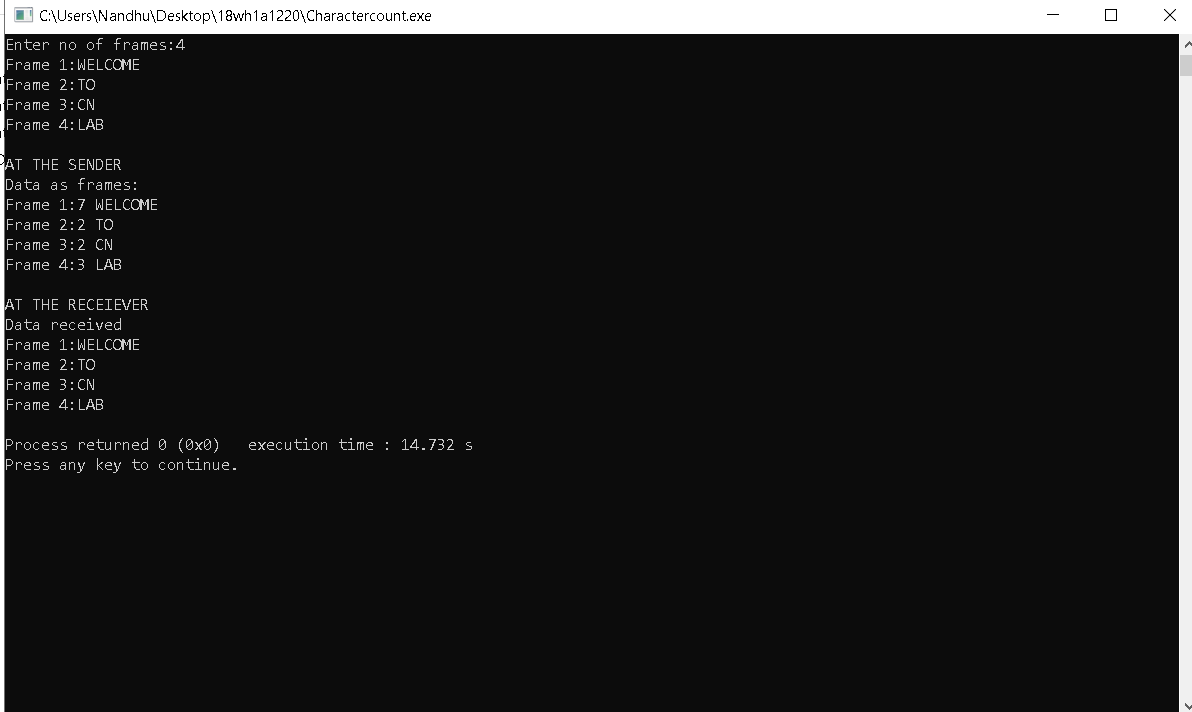 C:\Users\Nandhu\Desktop\18wh1a1220\Charactercount.exe
Enter no of frames:4
Frame 1:WELCOME
Frame 2:TO
Frame 3:CN
Frame 4:LAB
AT THE SENDER
Data as frames:
Frame 1:7 WELCOME
Frame 2:2 TO
Frame 3:2 CN
Frame 4:3 LAB
AT THE RECEIEVER
Data received
Frame 1:WELCOME
Frame 2:TO
Frame 3:CN
Frame 4:LAB
Process returned 0 (0x0)   execution time : 14.732 s
Press any key to continue.